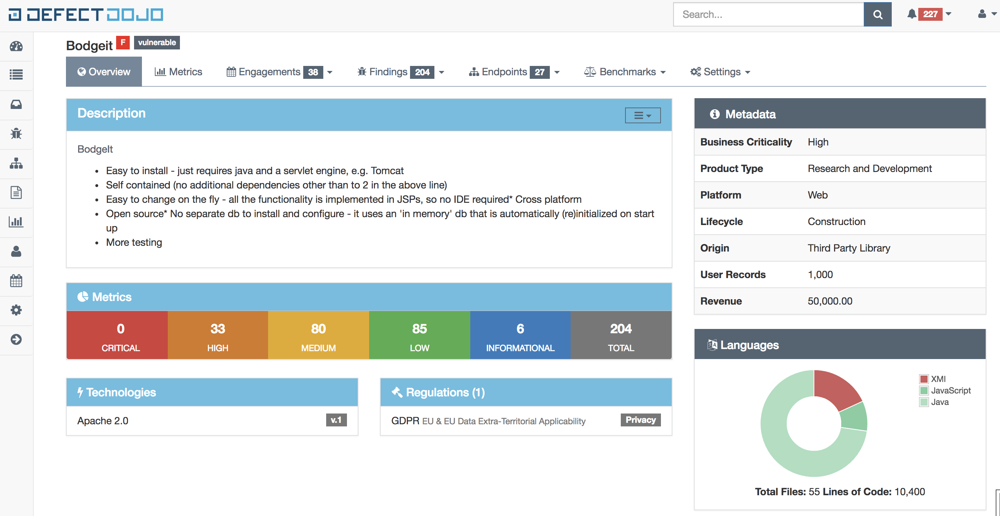 DEFECTDOJO
Search...
227
Bodgeit F vulnerable
Overview Metrics Engagements 38 Findings 204 Endpoints 27 Benchmarks Settings
Description
BodgeIt
Easy to install - just requires java and a servlet engine, e.g. Tomcat
Self contained (no additional dependencies other than to 2 in the above line)
Easy to change on the fly - all the functionality is implemented in JSPs, so no IDE required* Cross platform
Open source* No separate db to install and configure - it uses an 'in memory' db that is automatically (re)initialized on start
up
More testing
Metrics
0 33 80 85 6 204
CRITICAL HIGH MEDIUM LOW INFORMATIONAL TOTAL
Technologies
Apache 2.0 v.1
Regulations (1)
GDPR EU & EU Data Extra-Territorial Applicability Privacy
Metadata
Business Criticality High
Product Type Research and Development
Platform Web
Lifecycle Construction
Origin Third Party Library
User Records 1,000
Revenue 50,000.00
Languages
XMI
JavaScript
Java
Total Files: 55 Lines of Code: 10,400